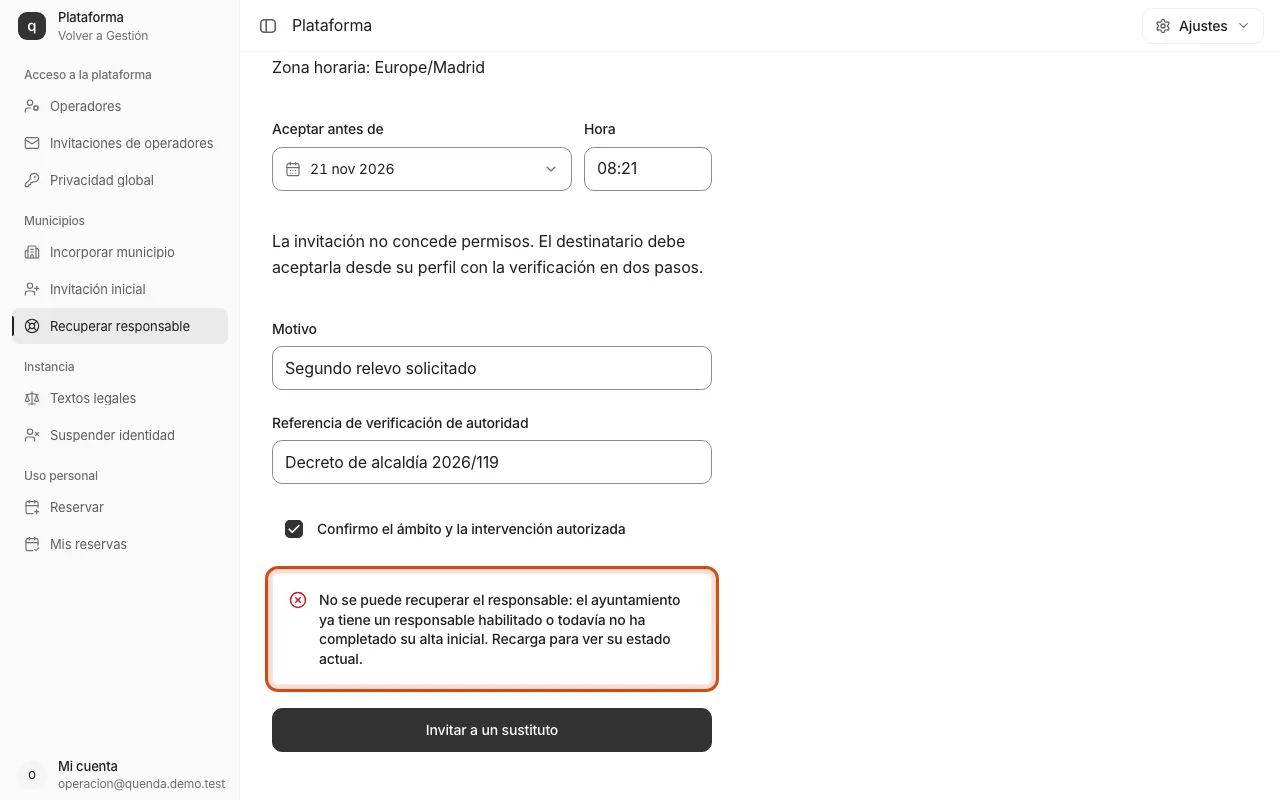 q
Plataforma
Volver a Gestión
Acceso a la plataforma
Operadores
Invitaciones de operadores
Privacidad global
Municipios
Incorporar municipio
Invitación inicial
Recuperar responsable
Instancia
Textos legales
Suspender identidad
Uso personal
Reservar
Mis reservas
O
Mi cuenta
operacion@quenda.demo.test
Plataforma
Ajustes
Zona horaria: Europe/Madrid
Aceptar antes de
Hora
21 nov 2026
08:21
La invitación no concede permisos. El destinatario debe
aceptarla desde su perfil con la verificación en dos pasos.
Motivo
Segundo relevo solicitado
Referencia de verificación de autoridad
Decreto de alcaldía 2026/119
Confirmo el ámbito y la intervención autorizada
No se puede recuperar el responsable: el ayuntamiento
ya tiene un responsable habilitado o todavía no ha
completado su alta inicial. Recarga para ver su estado
actual.
Invitar a un sustituto